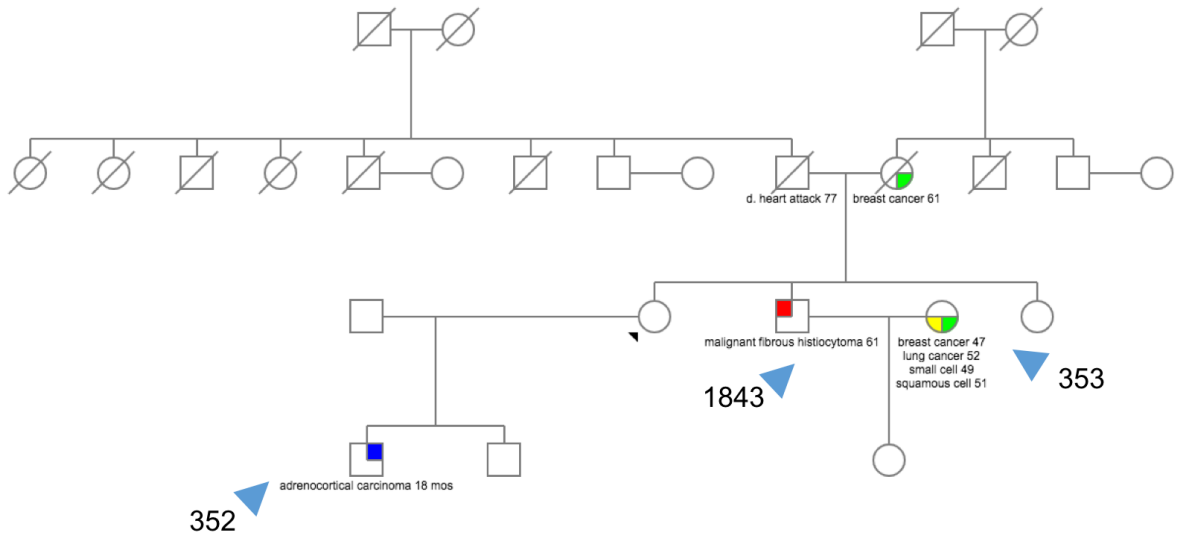 d. heart attack 77
breast cancer 61
malignant fibrous histiocytoma 61
breast cancer 47
lung cancer 52
small cell 49
squamous cell 51
1843
353
adrenocortical carcinoma 18 mos
352